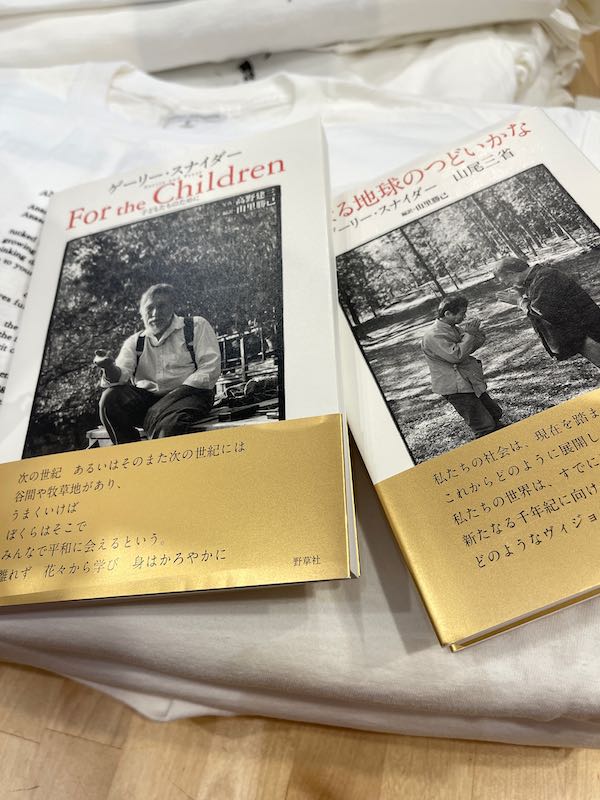 ゲーリー・スナイダー
For the Children
子どもたちのために
高野建三
山里勝己
次の世紀　あるいはそのまた次の世紀には
谷間や牧草地があり、
うまくいけば
ぼくらはそこで
みんなで平和に会えるという。
離れず　花々から学び　身はかろやかに
野草社
る地球のつどいかな
ーリー・スナイダー　山尾三省
山里勝己
私たちの社会は、現在を踏ま
これからどのように展開し
私たちの世界は、すでに
新たなる千年紀に向け
どのようなヴィジョ